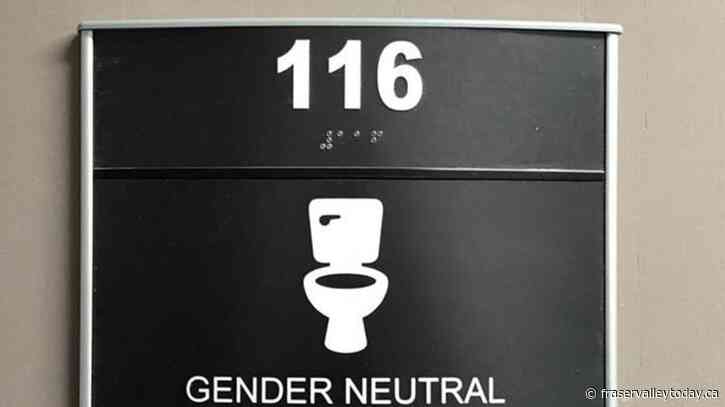 116
⠼⠁⠁⠋
GENDER NEUTRAL
© fraservalleytoday.ca